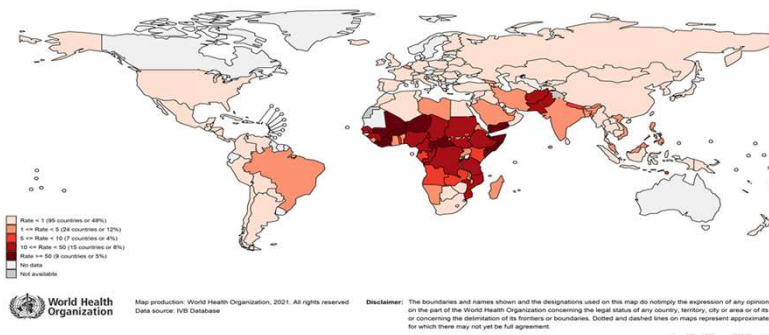 Rate < 1 (95 countries or 49%)
1 <= Rate < 5 (24 countries or 12%)
5 <= Rate < 10 (7 countries or 4%)
10 <= Rate < 50 (15 countries or 8%)
Rate >= 50 (9 countries or 5%)
No data
Not available
World Health
Organization
Map production: World Health Organization, 2021. All rights reserved
Data source: IVB Database
Disclaimer: The boundaries and names shown and the designations used on this map do notimply the expression of any opinion
on the part of the World Health Organization concerning the legal status of any country, territory, city or area or of its
or concerning the delimitation of its frontiers or boundaries. Dotted and dashed lines on maps represent approximate
for which there may not yet be full agreement.